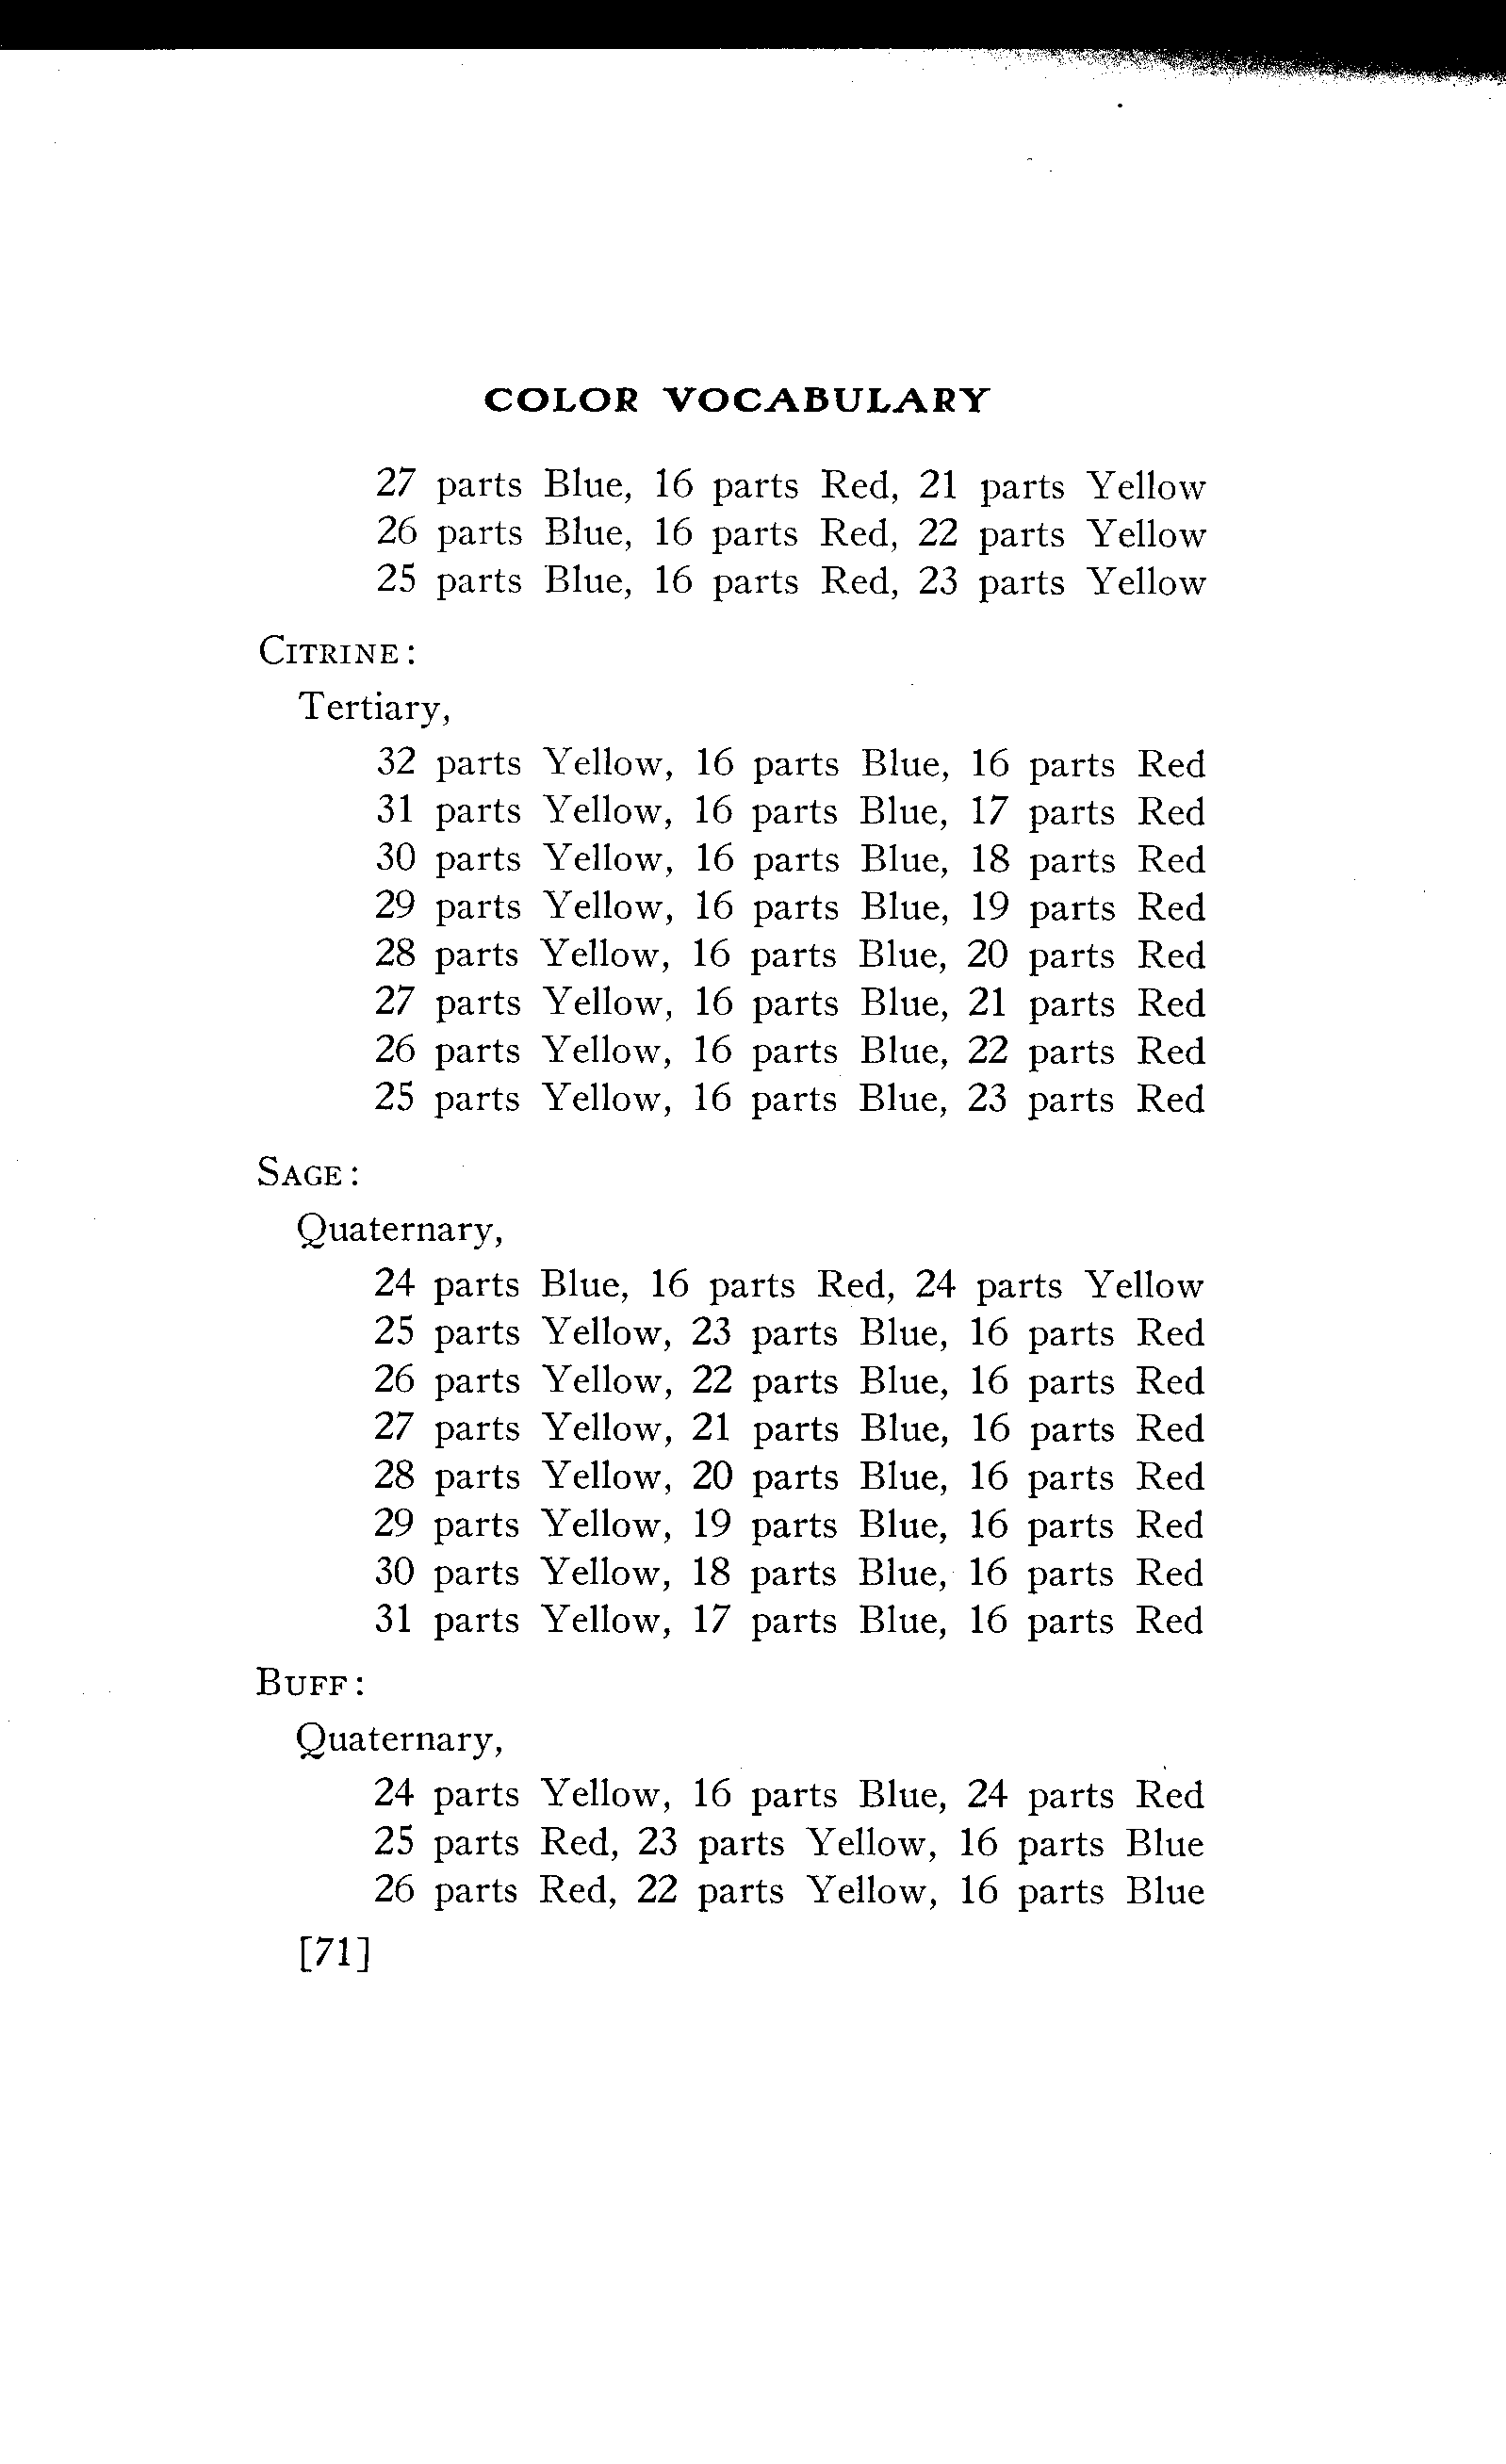 COLOR VOCABULARY
27 parts Blue, 16 parts Red, 21 parts Yellow
26 parts Blue, 16 parts Red, 22 parts Yellow
25 parts Blue, 16 parts Red, 23 parts Yellow
CITRINE:
Tertiary,
32 parts Yellow, 16 parts Blue, 16 parts Red
31 parts Yellow, 16 parts Blue, 17 parts Red
30 parts Yellow, 16 parts Blue, 18 parts Red
29 parts Yellow, 16 parts Blue, 19 parts Red
28 parts Yellow, 16 parts Blue, 20 parts Red
27 parts Yellow, 16 parts Blue, 21 parts Red
26 parts Yellow, 16 parts Blue, 22 parts Red
25 parts Yellow, 16 parts Blue, 23 parts Red
SAGE:
Quaternary,
24 parts Blue, 16 parts Red, 24 parts Yellow
25 parts Yellow, 23 parts Blue, 16 parts Red
26 parts Yellow, 22 parts Blue, 16 parts Red
27 parts Yellow, 21 parts Blue, 16 parts Red
28 parts Yellow, 20 parts Blue, 16 parts Red
29 parts Yellow, 19 parts Blue, 16 parts Red
30 parts Yellow, 18 parts Blue, 16 parts Red
31 parts Yellow, 17 parts Blue, 16 parts Red
BUFF:
Quaternary,
24 parts Yellow, 16 parts Blue, 24 parts Red
25 parts Red, 23 parts Yellow, 16 parts Blue
26 parts Red, 22 parts Yellow, 16 parts Blue
[71]